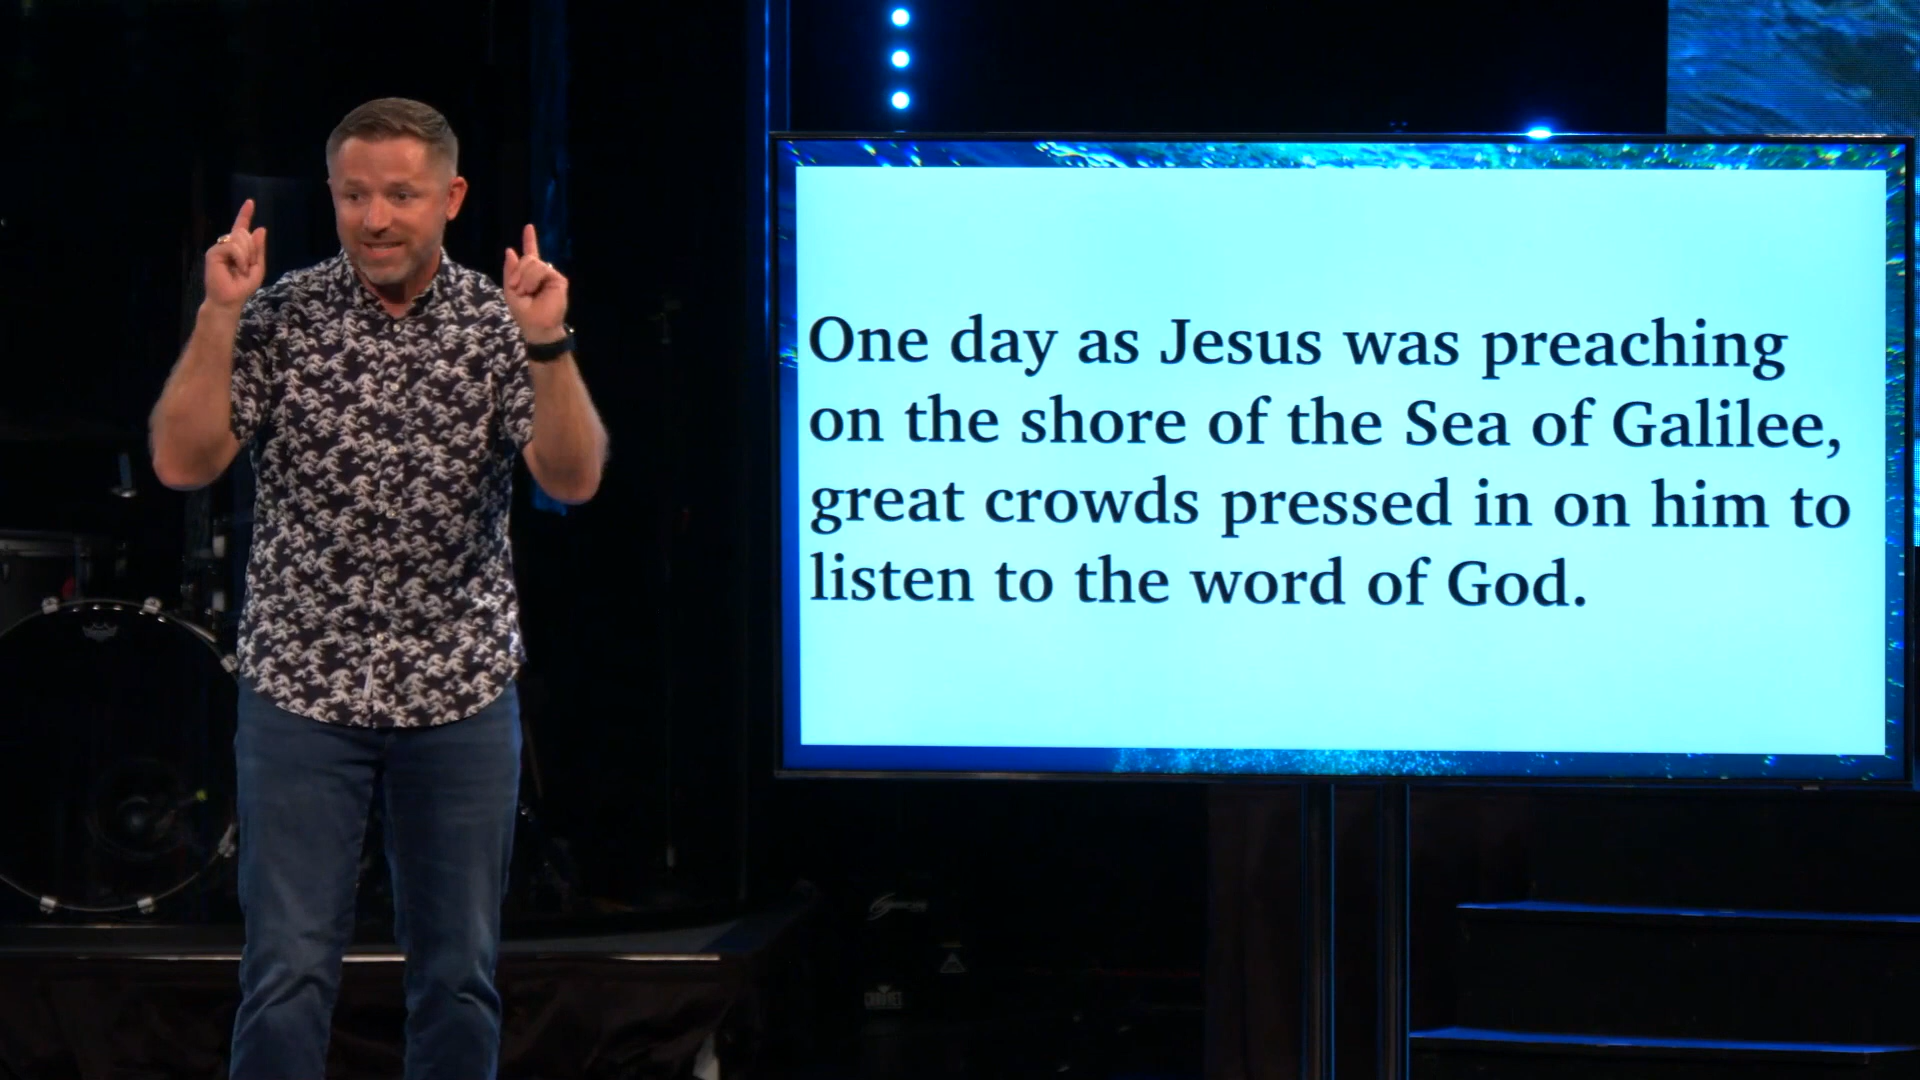 One day as Jesus was preaching
on the shore of the Sea of Galilee,
great crowds pressed in on him to
listen to the word of God.